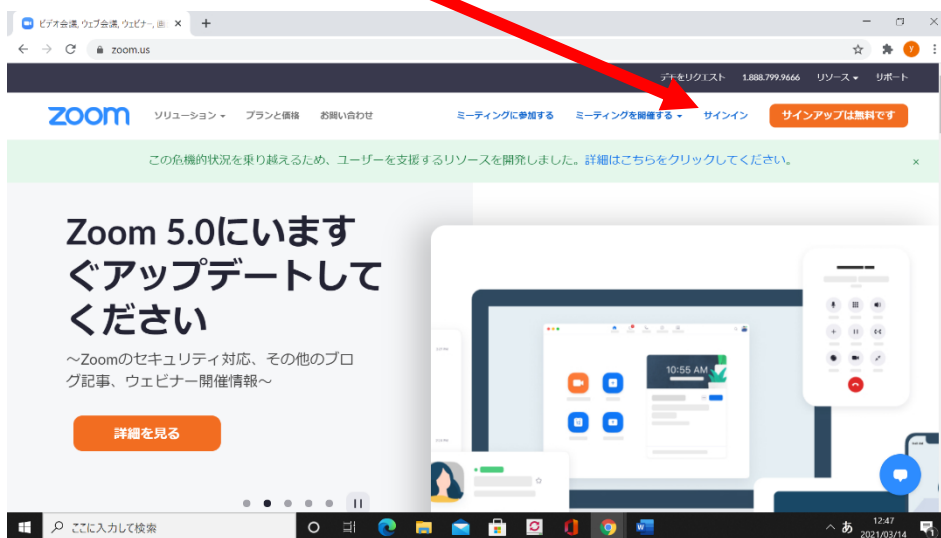 ビデオ会議, ウェブ会議, ウェビナー, 画
zoom.us
Y
デモをリクエスト 1.888.799.9666 リソース サポート
zoom ソリューション プランと価格 お問い合わせ ミーティングに参加する ミーティングを開催する サインイン サインアップは無料です
この危機的状況を乗り越えるため、ユーザーを支援するリソースを開発しました。詳細はこちらをクリックしてください。
Zoom 5.0にいます
ぐアップデートして
ください
～Zoomのセキュリティ対応、その他のブロ
グ記事、ウェビナー開催情報～
詳細を見る
10:55 AM
ここに入力して検索
あ
12:47
2021/03/14